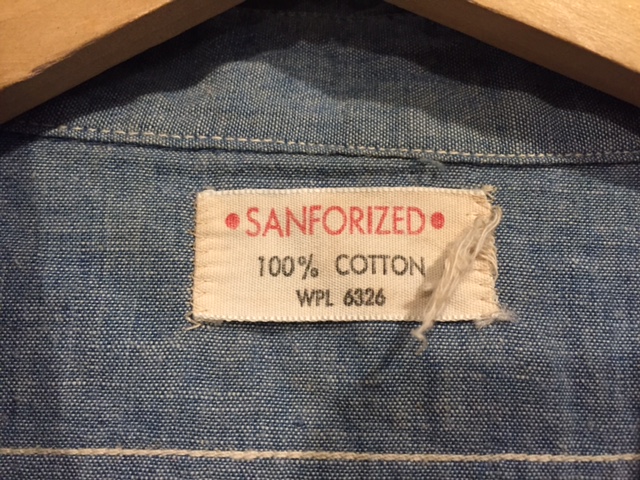 •SANFORIZED•
100% COTTON
WPL 6326